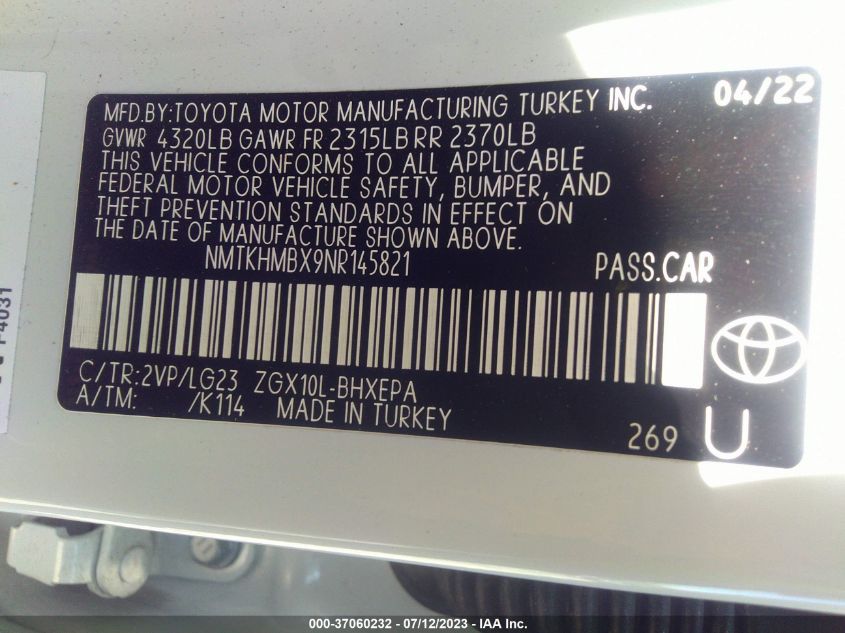 MFD.BY:TOYOTA MOTOR MANUFACTURING TURKEY INC. 04/22
GVWR 4320LB GAWR FR 2315LB RR 2370LB
THIS VEHICLE CONFORMS TO ALL APPLICABLE
FEDERAL MOTOR VEHICLE SAFETY, BUMPER, AND
THEFT PREVENTION STANDARDS IN EFFECT ON
THE DATE OF MANUFACTURE SHOWN ABOVE.
NMTKHMBX9NR145821 PASS.CAR
C/TR:2VP/LG23 ZGX10L-BHXEPA
A/TM: /K114 MADE IN TURKEY
269 U
F4031
000-37060232 - 07/12/2023 - IAA Inc.